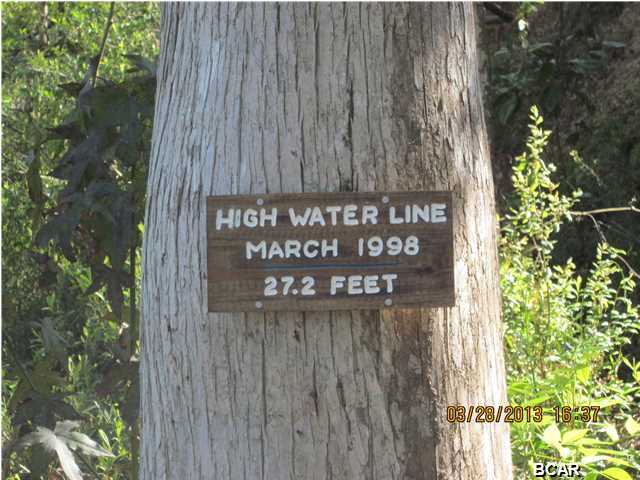 HIGH WATER LINE
MARCH 1998
27.2 FEET
03/28/2013 16:37
BCAR